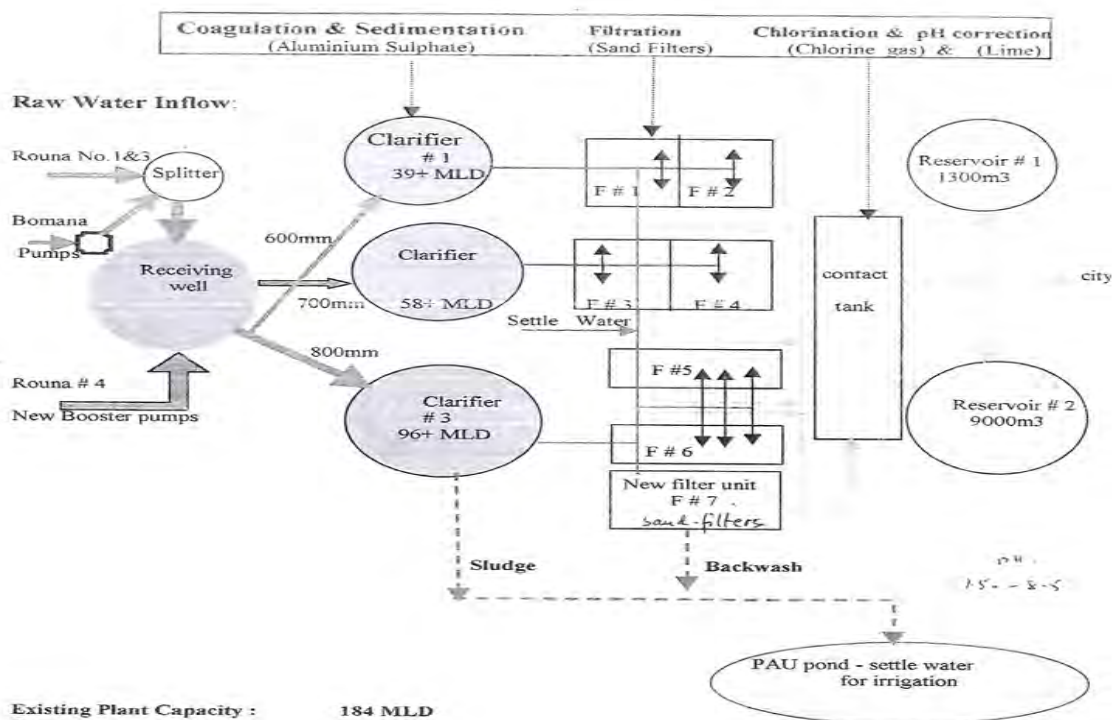 Coagulation & Sedimentation
(Aluminium Sulphate)
Filtration
(Sand Filters)
Chlorination & pH correction
(Chlorine gas) & (Lime)
Raw Water Inflow:
Rouna No. 1&3
Splitter
Bomana
Pumps
Receiving
well
Rouna # 4
New Booster pumps
600mm
700mm
800mm
Clarifier
# 1
39+ MLD
Clarifier
58+ MLD
Clarifier
# 3
96+ MLD
F # 1
F # 2
F # 3
F # 4
Settle Water
F #5
F # 6
New filter unit
F # 7
sand-filters
contact
tank
Reservoir # 1
1300m3
city
Reservoir # 2
9000m3
Sludge
Backwash
pH
PAU pond - settle water
for irrigation
Existing Plant Capacity :
184 MLD